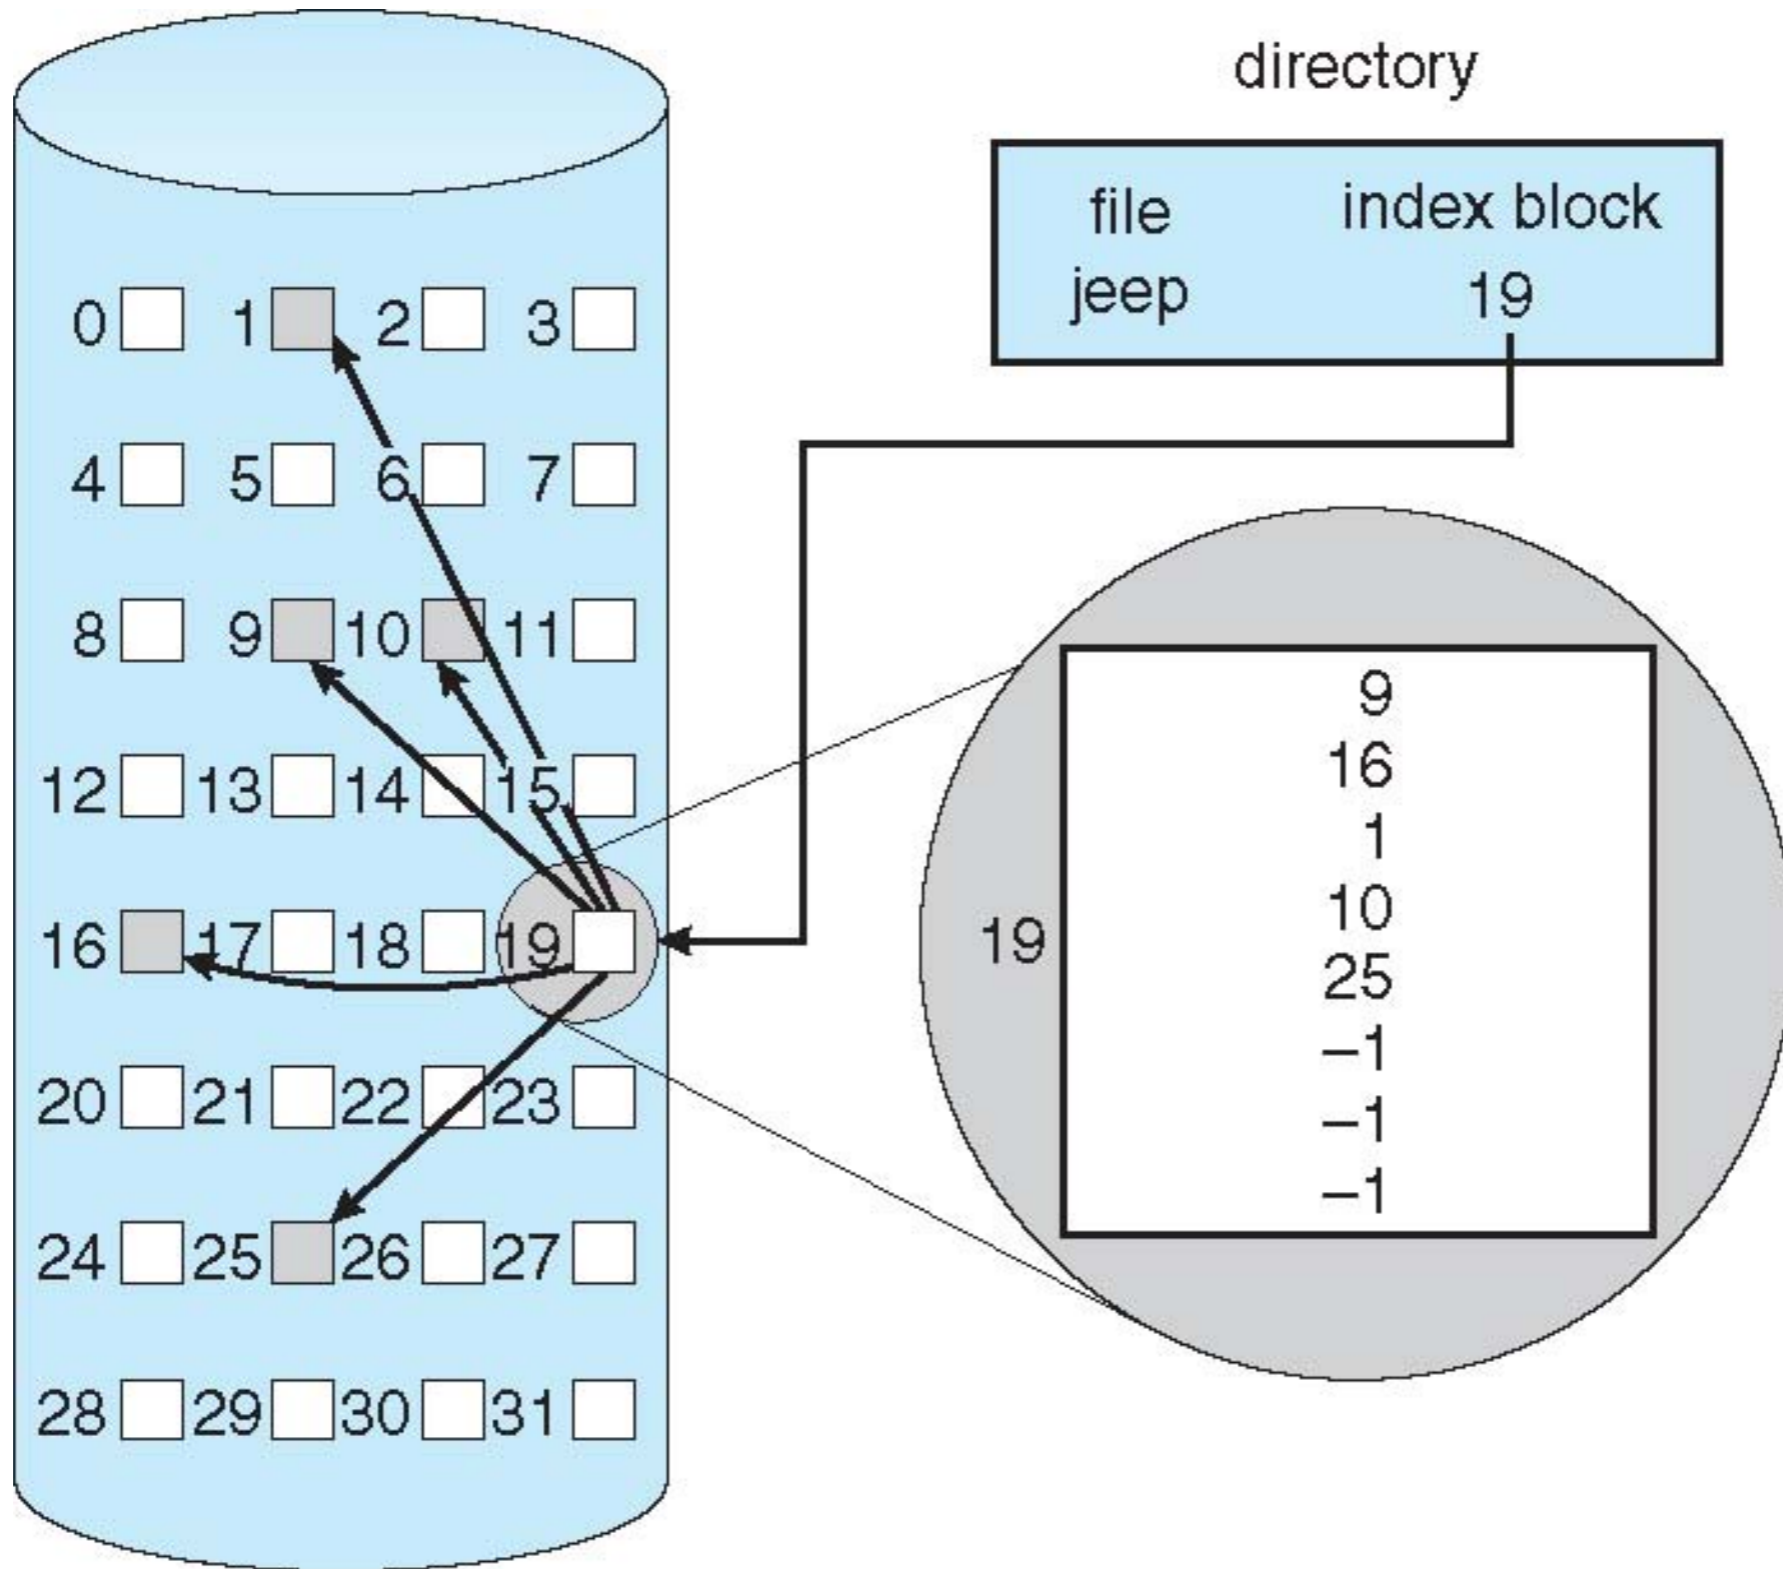 directory
file index block
jeep 19
0 1 2 3
4 5 6 7
8 9 10 11
12 13 14 15
16 17 18 19
20 21 22 23
24 25 26 27
28 29 30 31
19
9
16
1
10
25
–1
–1
–1